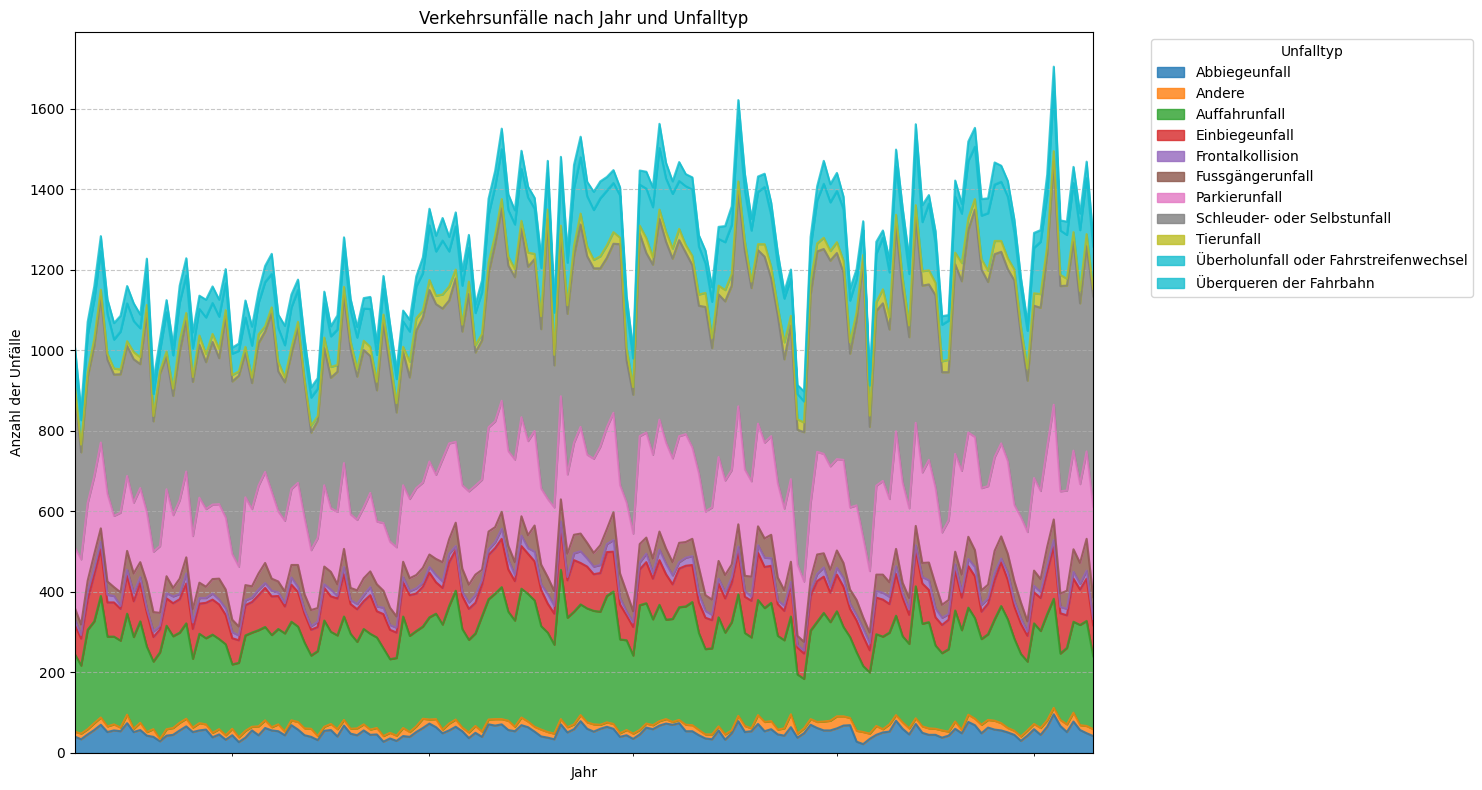 Verkehrsunfälle nach Jahr und Unfalltyp
Anzahl der Unfälle
1600
1400
1200
1000
800
600
400
200
0
Jahr
Unfalltyp
Abbiegeunfall
Andere
Auffahrunfall
Einbiegeunfall
Frontalkollision
Fussgängerunfall
Parkierunfall
Schleuder- oder Selbstunfall
Tierunfall
Überholunfall oder Fahrstreifenwechsel
Überqueren der Fahrbahn